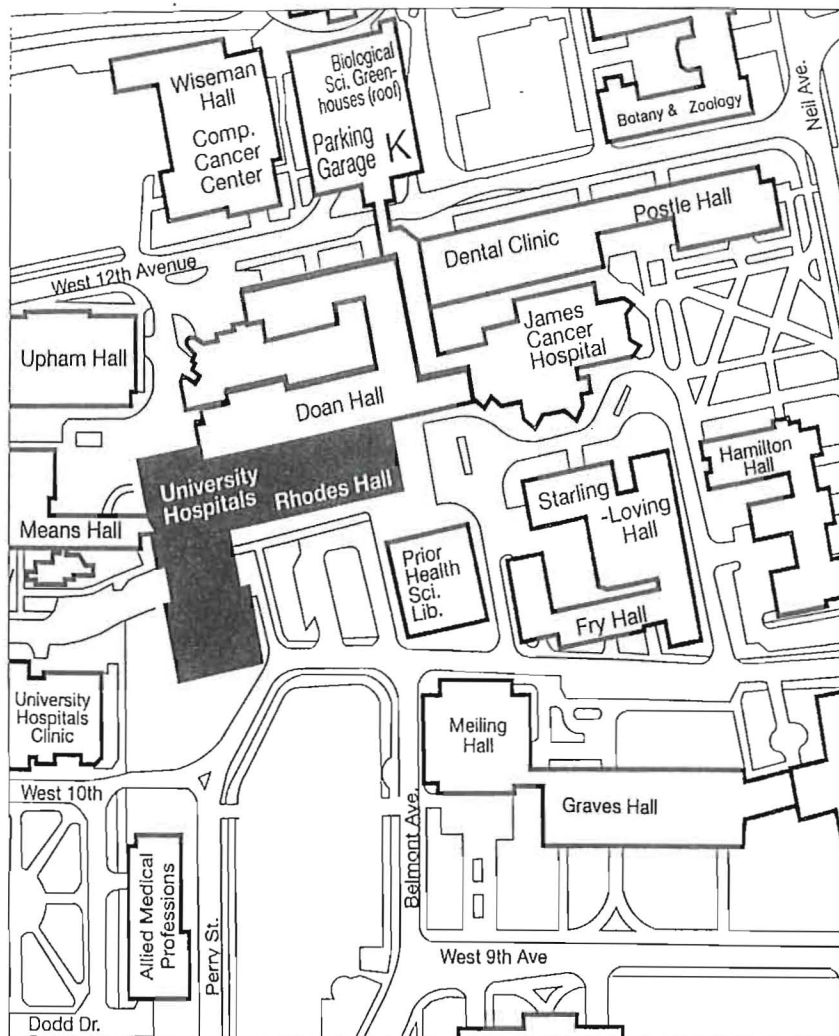 Wiseman
Hall
Comp.
Cancer
Center
Biological
Sci. Green-
houses (roof)
Parking
Garage
K
Botany & Zoology
Neil Ave.
Postle Hall
Dental Clinic
West 12th Avenue
James
Cancer
Hospital
Upham Hall
Doan Hall
Hamilton
Hall
University
Hospitals
Rhodes Hall
Starling
-Loving
Hall
Means Hall
Prior
Health
Sci.
Lib.
Fry Hall
University
Hospitals
Clinic
Meiling
Hall
West 10th
Graves Hall
Belmont Ave.
Allied Medical
Professions
Perry St.
West 9th Ave
Dodd Dr.